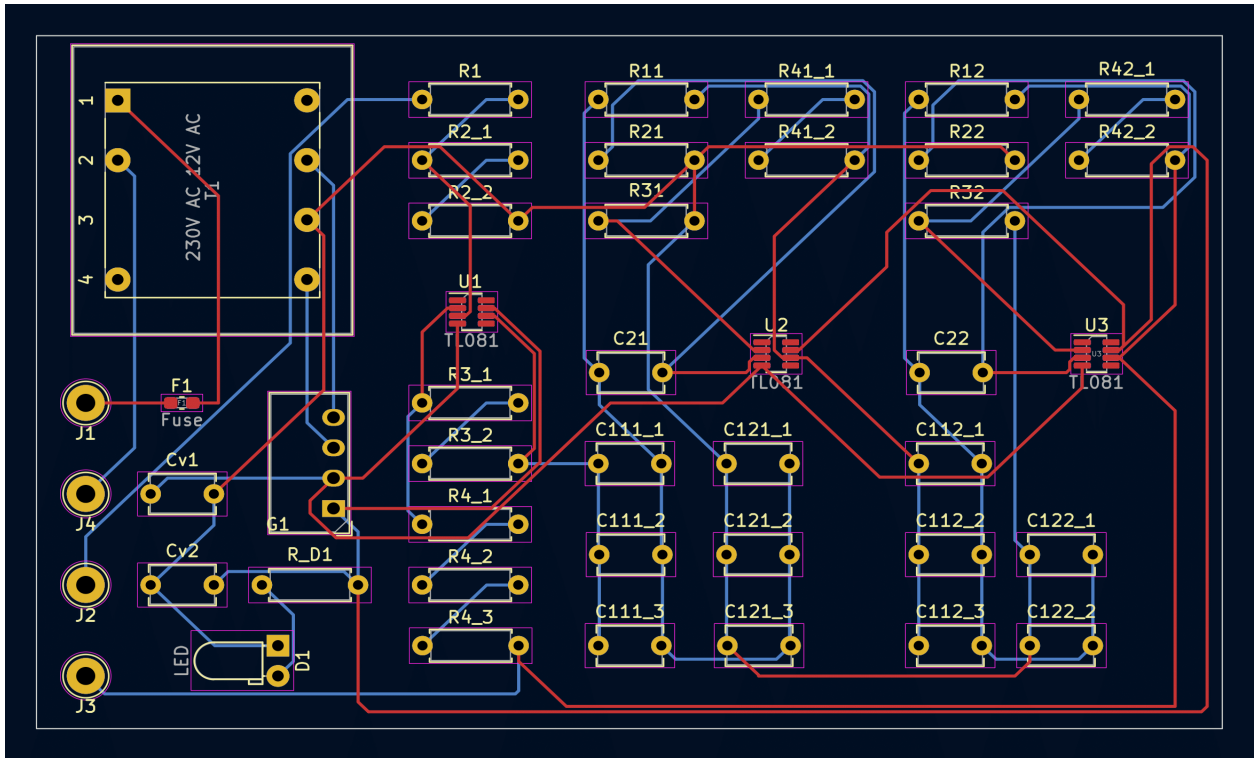 R1
R11
R41_1
R12
R42_1
1
R2_1
R21
R41_2
R22
R42_2
2
230V AC 12V AC
T1
R2_2
R31
R32
3
4
U1
TL081
U2
TL081
U3
U3
TL081
C21
C22
F1
F1
Fuse
J1
R3_1
R3_2
C111_1
C121_1
C112_1
Cv1
J4
R4_1
G1
C111_2
C121_2
C112_2
C122_1
Cv2
R_D1
R4_2
J2
R4_3
C111_3
C121_3
C112_3
C122_2
LED
D1
J3